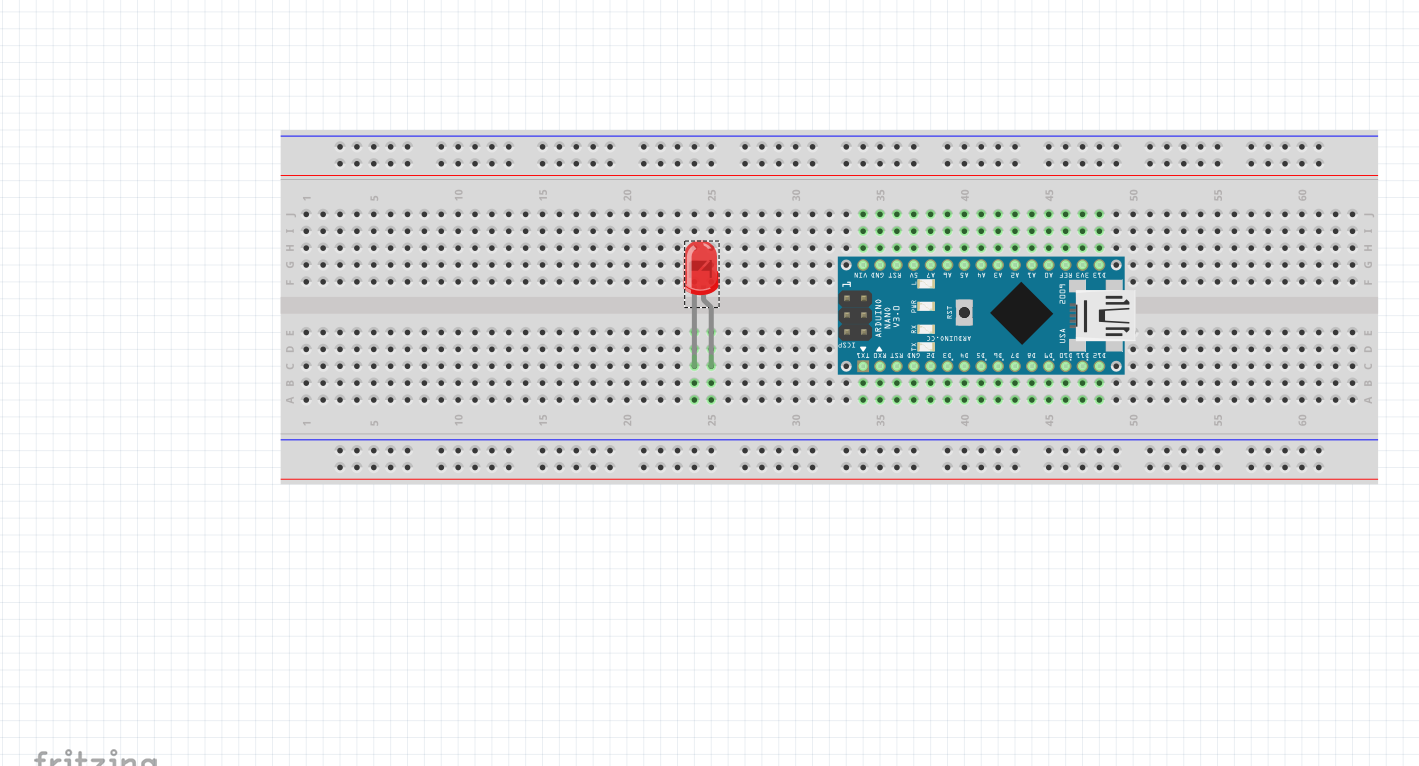 1 5 10 15 20 25 30 35 40 45 50 55 60
J J
I I
H H
G G
F F
VIN GND RST 5V A7 A6 A5 A4 A3 A2 A1 A0 REF 3V3 D13
1
ARDUINO
NANO
V3.0
L
PWR
RX
TX
RST
2009
USA
ICSP
ARDUINO.CC
TX1 RX0 RST GND D2 D3 D4 D5 D6 D7 D8 D9 D10 D11 D12
E E
D D
C C
B B
A A
1 5 10 15 20 25 30 35 40 45 50 55 60
fritzing